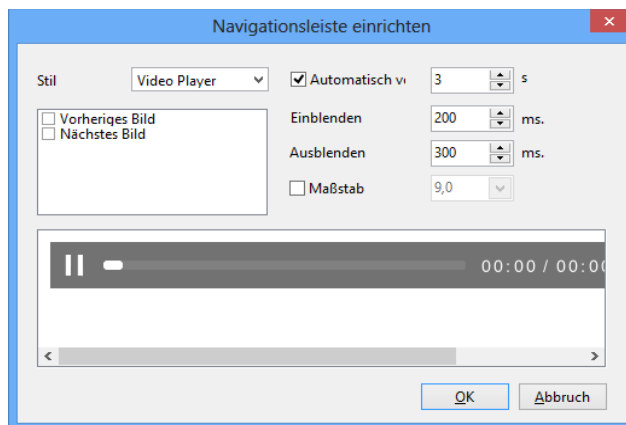 Navigationsleiste einrichten
Stil Video Player Automatisch 3 s
Vorheriges Bild
Nächstes Bild
Einblenden 200 ms.
Ausblenden 300 ms.
Maßstab 9,0
00:00 / 00:00
OK Abbruch